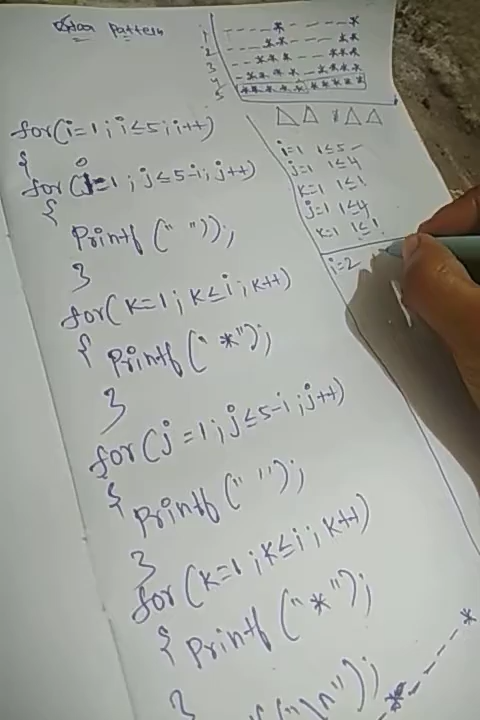 Pattern
1 - - - - * - - - - *
2 - - - * * - - - * *
3 - - * * * - - * * *
4 - * * * * - * * * *
5 * * * * * * * * * *
for(i=1; i≤5; i++)
{
for(j=1; j≤5-i; j++)
{
Printf(" "));
}
for(k=1; k≤i; k++)
{ Printf("*");
}
for(j=1; j≤5-i; j++)
{ Printf(" ");
}
for(k=1; k≤i; k++)
{ Printf("*");
}
f("\n");
i=1 1≤5
j=1 1≤4
k=1 1≤1
j=1 1≤4
k=1 1≤1
i=2